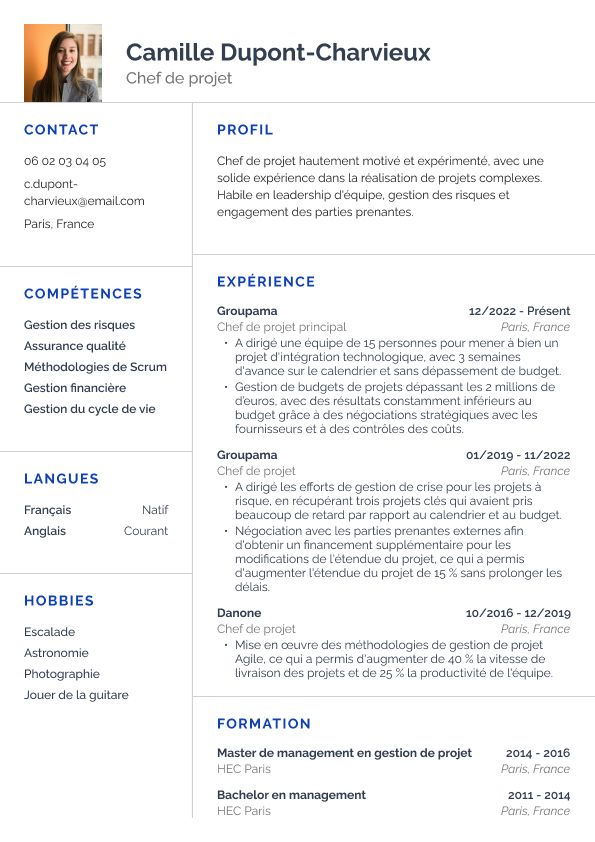 Camille Dupont-Charvieux
Chef de projet
CONTACT
06 02 03 04 05
c.dupont-
charvieux@email.com
Paris, France
COMPÉTENCES
Gestion des risques
Assurance qualité
Méthodologies de Scrum
Gestion financière
Gestion du cycle de vie
LANGUES
Français Natif
Anglais Courant
HOBBIES
Escalade
Astronomie
Photographie
Jouer de la guitare
PROFIL
Chef de projet hautement motivé et expérimenté, avec une
solide expérience dans la réalisation de projets complexes.
Habile en leadership d'équipe, gestion des risques et
engagement des parties prenantes.
EXPÉRIENCE
Groupama 12/2022 - Présent
Chef de projet principal Paris, France
• A dirigé une équipe de 15 personnes pour mener à bien un
projet d'intégration technologique, avec 3 semaines
d'avance sur le calendrier et sans dépassement de budget.
• Gestion de budgets de projets dépassant les 2 millions de
d'euros, avec des résultats constamment inférieurs au
budget grâce à des négociations stratégiques avec les
fournisseurs et à des contrôles des coûts.
Groupama 01/2019 - 11/2022
Chef de projet Paris, France
• A dirigé les efforts de gestion de crise pour les projets à
risque, en récupérant trois projets clés qui avaient pris
beaucoup de retard par rapport au calendrier et au budget.
• Négociation avec les parties prenantes externes afin
d'obtenir un financement supplémentaire pour les
modifications de l'étendue du projet, ce qui a permis
d'augmenter l'étendue du projet de 15 % sans prolonger les
délais.
Danone 10/2016 - 12/2019
Chef de projet Paris, France
• Mise en œuvre des méthodologies de gestion de projet
Agile, ce qui a permis d'augmenter de 40 % la vitesse de
livraison des projets et de 25 % la productivité de l'équipe.
FORMATION
Master de management en gestion de projet 2014 - 2016
HEC Paris Paris, France
Bachelor en management 2011 - 2014
HEC Paris Paris, France